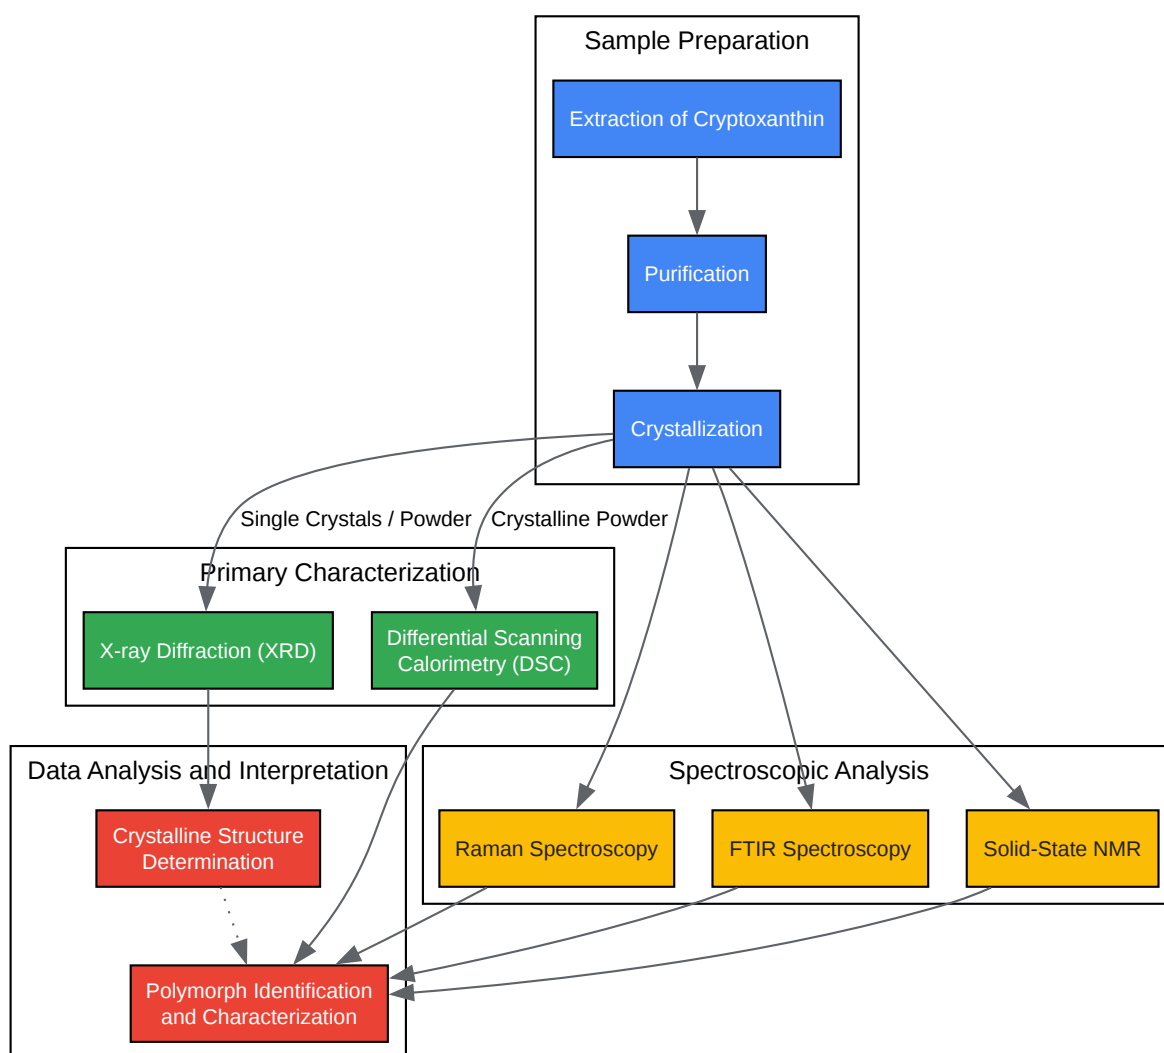 Sample Preparation
Extraction of Cryptoxanthin
Purification
Crystallization
Single Crystals / Powder
Crystalline Powder
Primary Characterization
X-ray Diffraction (XRD)
Differential Scanning
Calorimetry (DSC)
Data Analysis and Interpretation
Spectroscopic Analysis
Crystalline Structure
Determination
Raman Spectroscopy
FTIR Spectroscopy
Solid-State NMR
Polymorph Identification
and Characterization